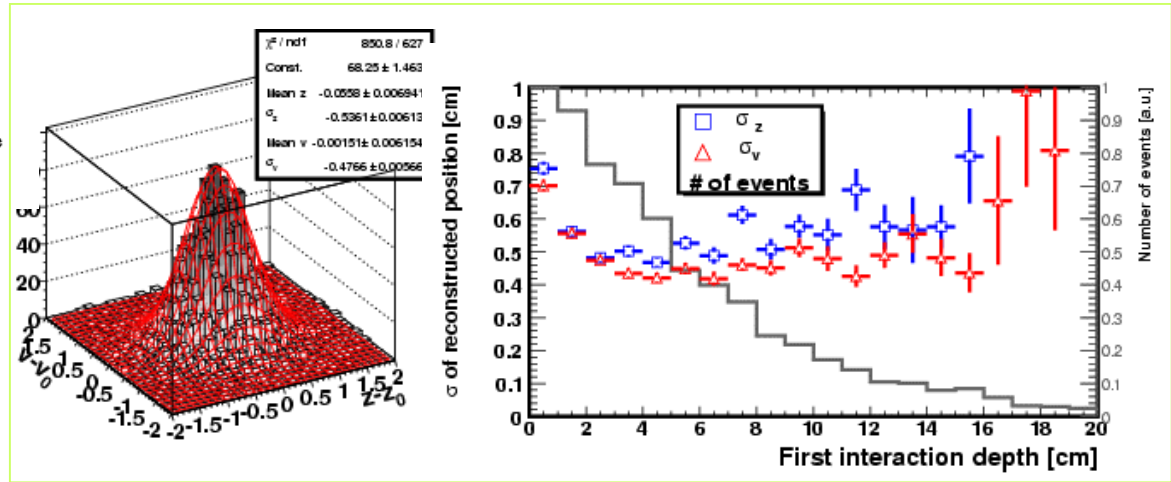 χ² / ndf 850.8 / 627
Const. 68.25 ± 1.463
Mean z -0.0558 ± 0.006941
σz -0.5361 ± 0.00613
Mean v -0.00151 ± 0.006154
σv -0.4766 ± 0.00566
60
40
20
0
2
1.5
1
0.5
0
-0.5
-1
-1.5
-2
v-v0
-2 -1.5 -1 -0.5 0 0.5 1 1.5 2
z-z0
σ of reconstructed position [cm]
1
0.9
0.8
0.7
0.6
0.5
0.4
0.3
0.2
0.1
0
σz
σv
# of events
1
0.9
0.8
0.7
0.6
0.5
0.4
0.3
0.2
0.1
0
Number of events [a.u.]
0 2 4 6 8 10 12 14 16 18 20
First interaction depth [cm]